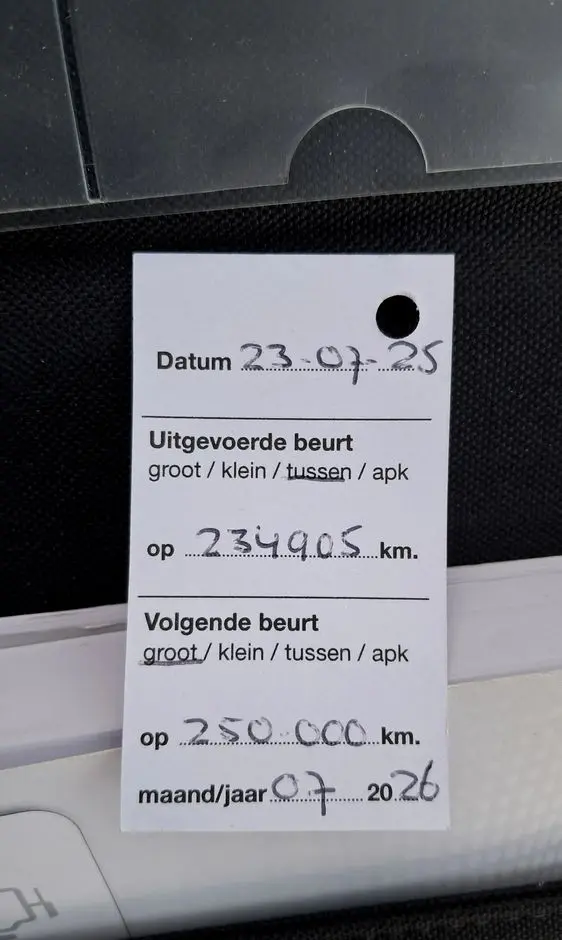 Datum 23-07-25
Uitgevoerde beurt
groot / klein / tussen / apk
op 234905 km.
Volgende beurt
groot / klein / tussen / apk
op 250.000 km.
maand/jaar 07 2026